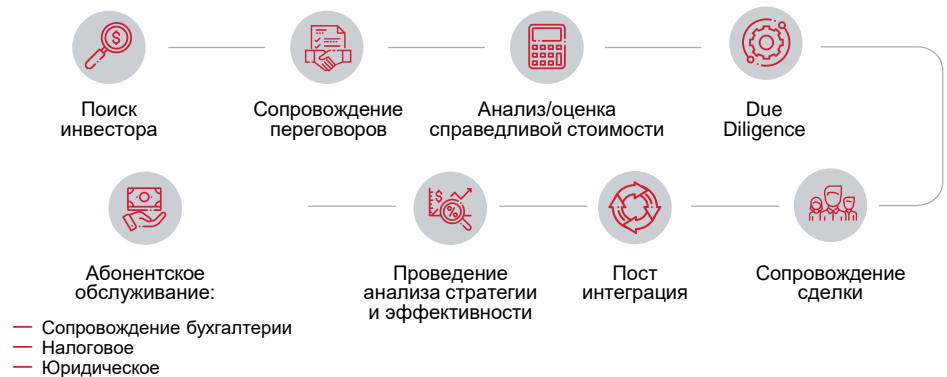 Поиск
инвестора
Сопровождение
переговоров
Анализ/оценка
справедливой стоимости
Due
Diligence
Сопровождение
сделки
Пост
интеграция
Проведение
анализа стратегии
и эффективности
Абонентское
обслуживание:
— Сопровождение бухгалтерии
— Налоговое
— Юридическое